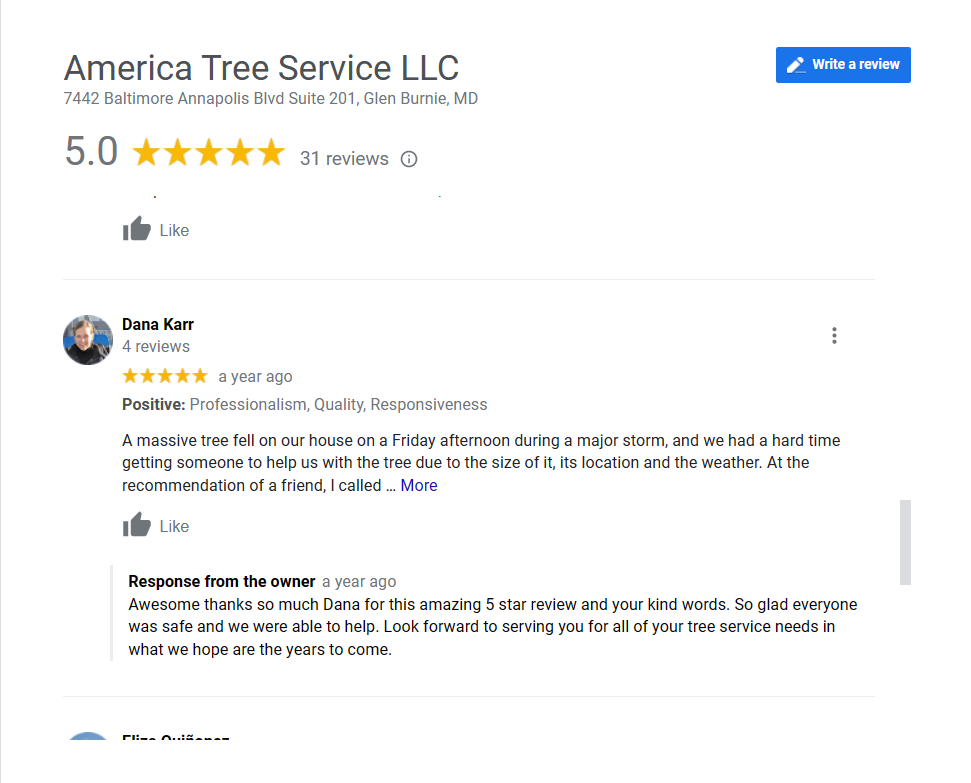 America Tree Service LLC
Write a review
7442 Baltimore Annapolis Blvd Suite 201, Glen Burnie, MD
5.0 31 reviews
Like
Dana Karr
4 reviews
a year ago
Positive: Professionalism, Quality, Responsiveness
A massive tree fell on our house on a Friday afternoon during a major storm, and we had a hard time
getting someone to help us with the tree due to the size of it, its location and the weather. At the
recommendation of a friend, I called ... More
Like
Response from the owner a year ago
Awesome thanks so much Dana for this amazing 5 star review and your kind words. So glad everyone
was safe and we were able to help. Look forward to serving you for all of your tree service needs in
what we hope are the years to come.